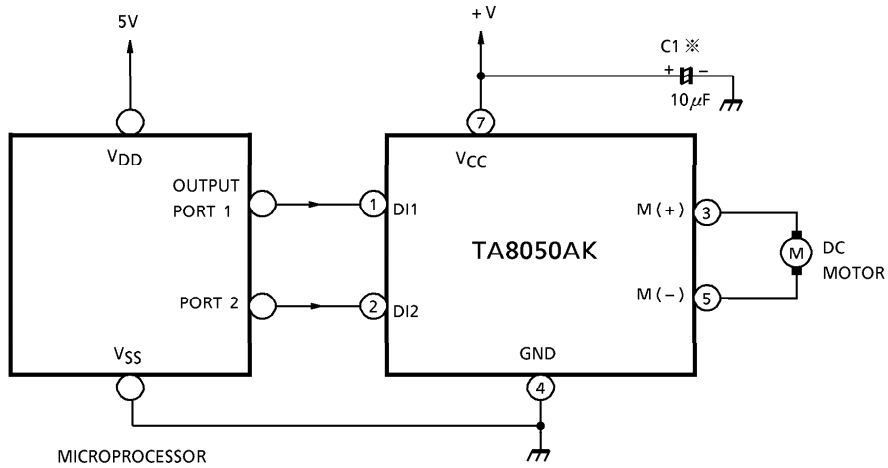 5V
+V
C1 ※
+ −
10μF
7
VDD
VCC
OUTPUT
PORT 1
1
DI1
M (+)
3
TA8050AK
M
DC
MOTOR
PORT 2
2
DI2
M (−)
5
VSS
GND
4
MICROPROCESSOR